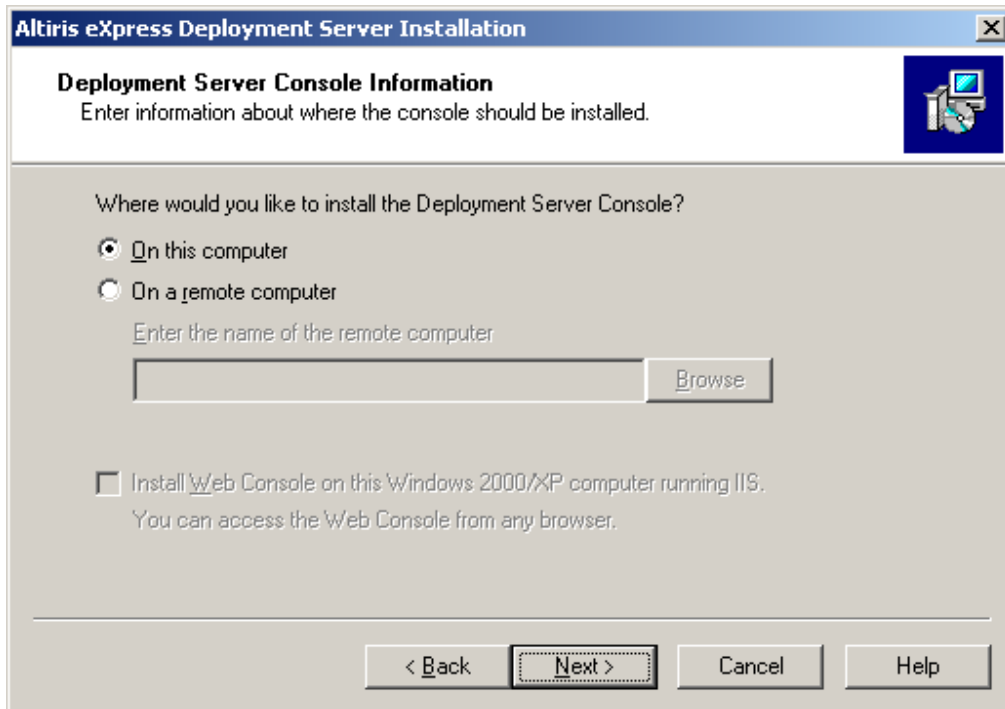 Altiris eXpress Deployment Server Installation
Deployment Server Console Information
Enter information about where the console should be installed.
Where would you like to install the Deployment Server Console?
On this computer
On a remote computer
Enter the name of the remote computer
Browse
Install Web Console on this Windows 2000/XP computer running IIS.
You can access the Web Console from any browser.
< Back
Next >
Cancel
Help